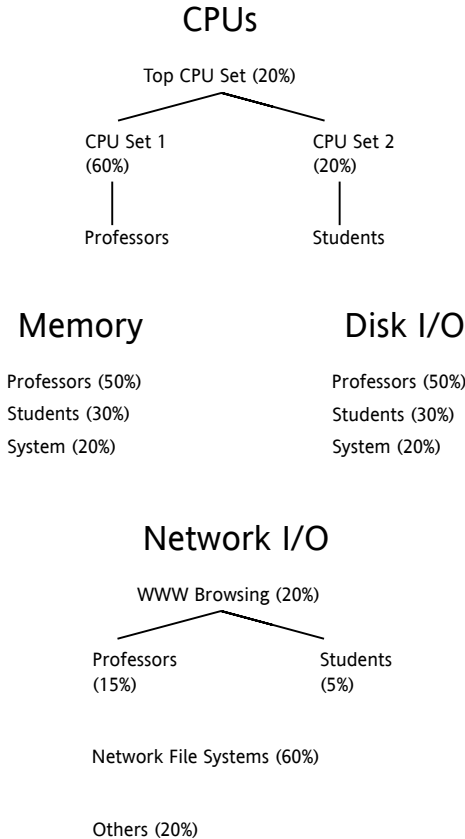 CPUs
Top CPU Set (20%)
CPU Set 1
(60%)
CPU Set 2
(20%)
Professors
Students
Memory
Professors (50%)
Students (30%)
System (20%)
Disk I/O
Professors (50%)
Students (30%)
System (20%)
Network I/O
WWW Browsing (20%)
Professors
(15%)
Students
(5%)
Network File Systems (60%)
Others (20%)